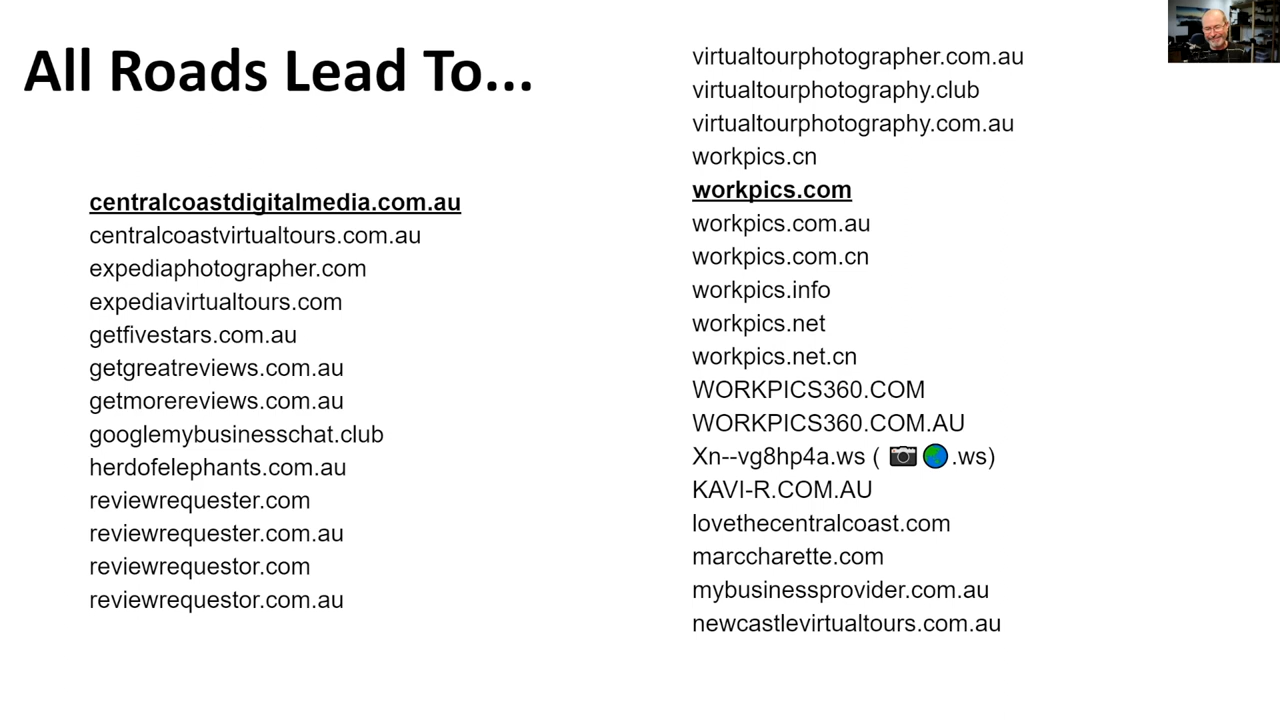 All Roads Lead To...
centralcoastdigitalmedia.com.au
centralcoastvirtualtours.com.au
expediaphotographer.com
expediavirtualtours.com
getfivestars.com.au
getgreatreviews.com.au
getmorereviews.com.au
googlemybusinesschat.club
herdofelephants.com.au
reviewrequester.com
reviewrequester.com.au
reviewrequestor.com
reviewrequestor.com.au
virtualtourphotographer.com.au
virtualtourphotography.club
virtualtourphotography.com.au
workpics.cn
workpics.com
workpics.com.au
workpics.com.cn
workpics.info
workpics.net
workpics.net.cn
WORKPICS360.COM
WORKPICS360.COM.AU
Xn--vg8hp4a.ws ( 📷🌏.ws)
KAVI-R.COM.AU
lovethecentralcoast.com
marccharette.com
mybusinessprovider.com.au
newcastlevirtualtours.com.au